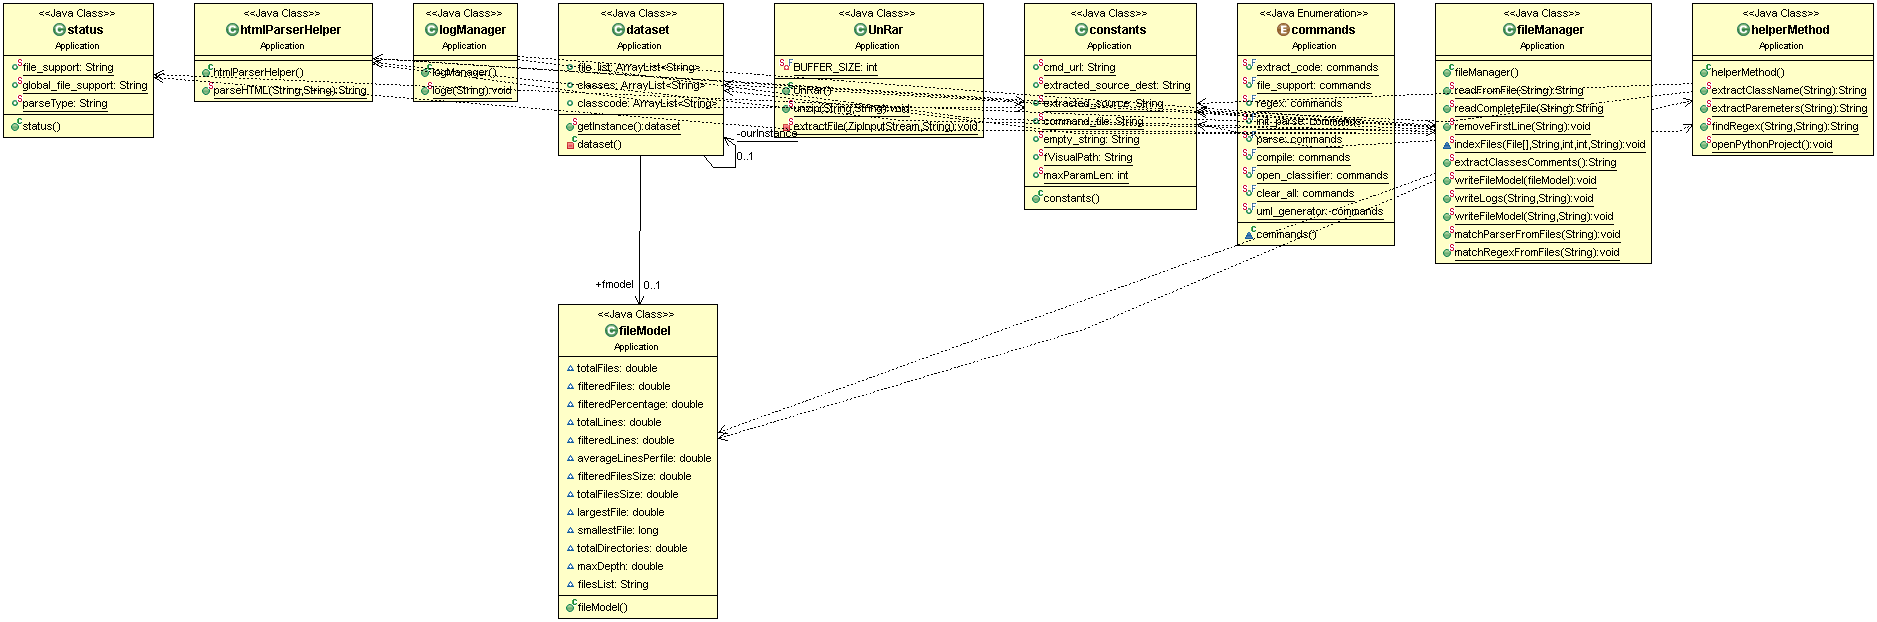 <<Java Class>>
status
Application
file_support: String
global_file_support: String
parseType: String
status()
<<Java Class>>
htmlParserHelper
Application
htmlParserHelper()
parseHTML(String,String):String
<<Java Class>>
logManager
Application
logManager()
loge(String):void
<<Java Class>>
dataset
Application
file_list: ArrayList<String>
classes: ArrayList<String>
classcode: ArrayList<String>
getInstance():dataset
dataset()
-ourInstance
0..1
<<Java Class>>
UnRar
Application
BUFFER_SIZE: int
UnRar()
unzip(String,String):void
extractFile(ZipInputStream,String):void
<<Java Class>>
constants
Application
cmd_url: String
extracted_source_dest: String
extracted_source: String
command_file: String
empty_string: String
fVisualPath: String
maxParamLen: int
constants()
<<Java Enumeration>>
commands
Application
extract_code: commands
file_support: commands
regex: commands
init_parse: commands
parse: commands
compile: commands
open_classifier: commands
clear_all: commands
uml_generator: commands
commands()
<<Java Class>>
fileManager
Application
fileManager()
readFromFile(String):String
readCompleteFile(String):String
removeFirstLine(String):void
indexFiles(File[],String,int,int,String):void
extractClassesComments():String
writeFileModel(fileModel):void
writeLogs(String,String):void
writeFileModel(String,String):void
matchParserFromFiles(String):void
matchRegexFromFiles(String):void
<<Java Class>>
helperMethod
Application
helperMethod()
extractClassName(String):String
extractParemeters(String):String
findRegex(String,String):String
openPythonProject():void
+fmodel
0..1
<<Java Class>>
fileModel
Application
totalFiles: double
filteredFiles: double
filteredPercentage: double
totalLines: double
filteredLines: double
averageLinesPerfile: double
filteredFilesSize: double
totalFilesSize: double
largestFile: double
smallestFile: long
totalDirectories: double
maxDepth: double
filesList: String
fileModel()